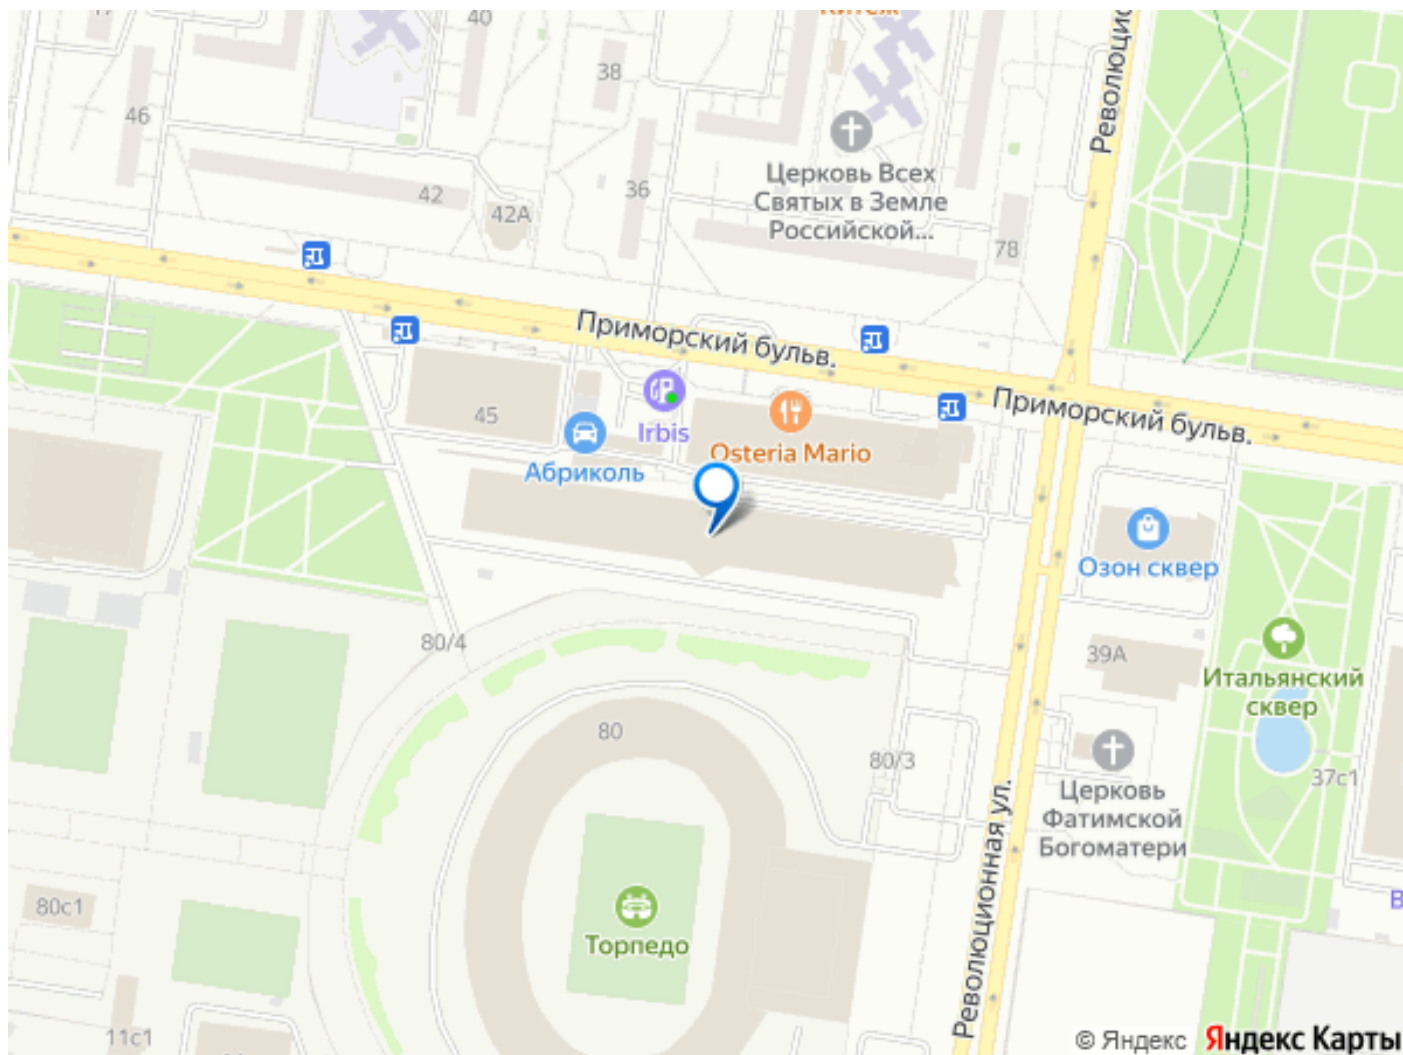 40
Революцио
38
46
Церковь Всех
Святых в Земле
Российской...
42
42А
36
78
Приморский бульв.
Приморский бульв.
45
Irbis
Osteria Mario
Абриколь
Озон сквер
80/4
39А
Итальянский
сквер
80
80/3
37с1
Церковь
Фатимской
Богоматери
Революционная ул.
80с1
Торпедо
В
11с1
© Яндекс Яндекс Карты